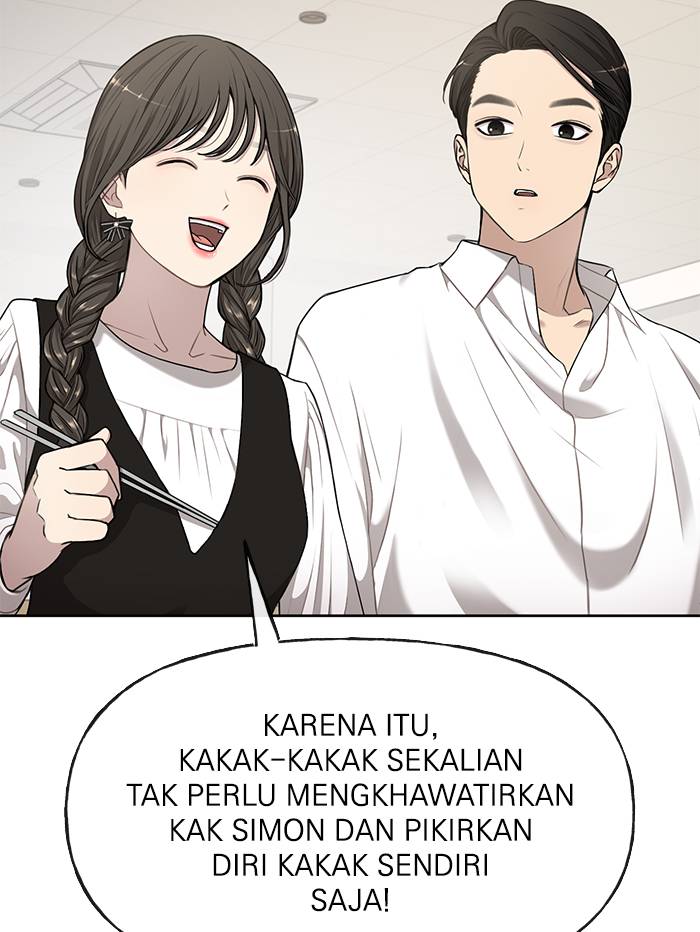 KARENA ITU,
KAKAK-KAKAK SEKALIAN
TAK PERLU MENGKHAWATIRKAN
KAK SIMON DAN PIKIRKAN
DIRI KAKAK SENDIRI
SAJA!